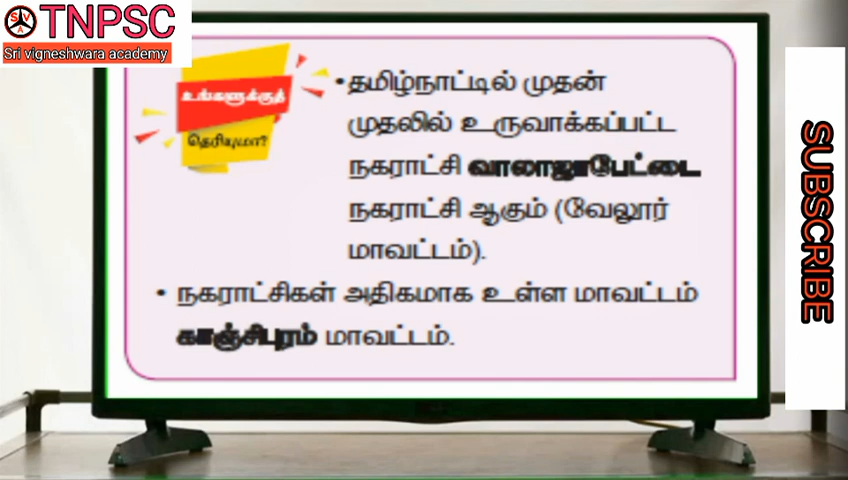 TNPSC
Sri vigneshwara academy
உங்களுக்குத்
தெரியுமா?
• தமிழ்நாட்டில் முதன்
முதலில் உருவாக்கப்பட்ட
நகராட்சி வாலாஜாபேட்டை
நகராட்சி ஆகும் (வேலூர்
மாவட்டம்).
• நகராட்சிகள் அதிகமாக உள்ள மாவட்டம்
காஞ்சிபுரம் மாவட்டம்.
SUBSCRIBE